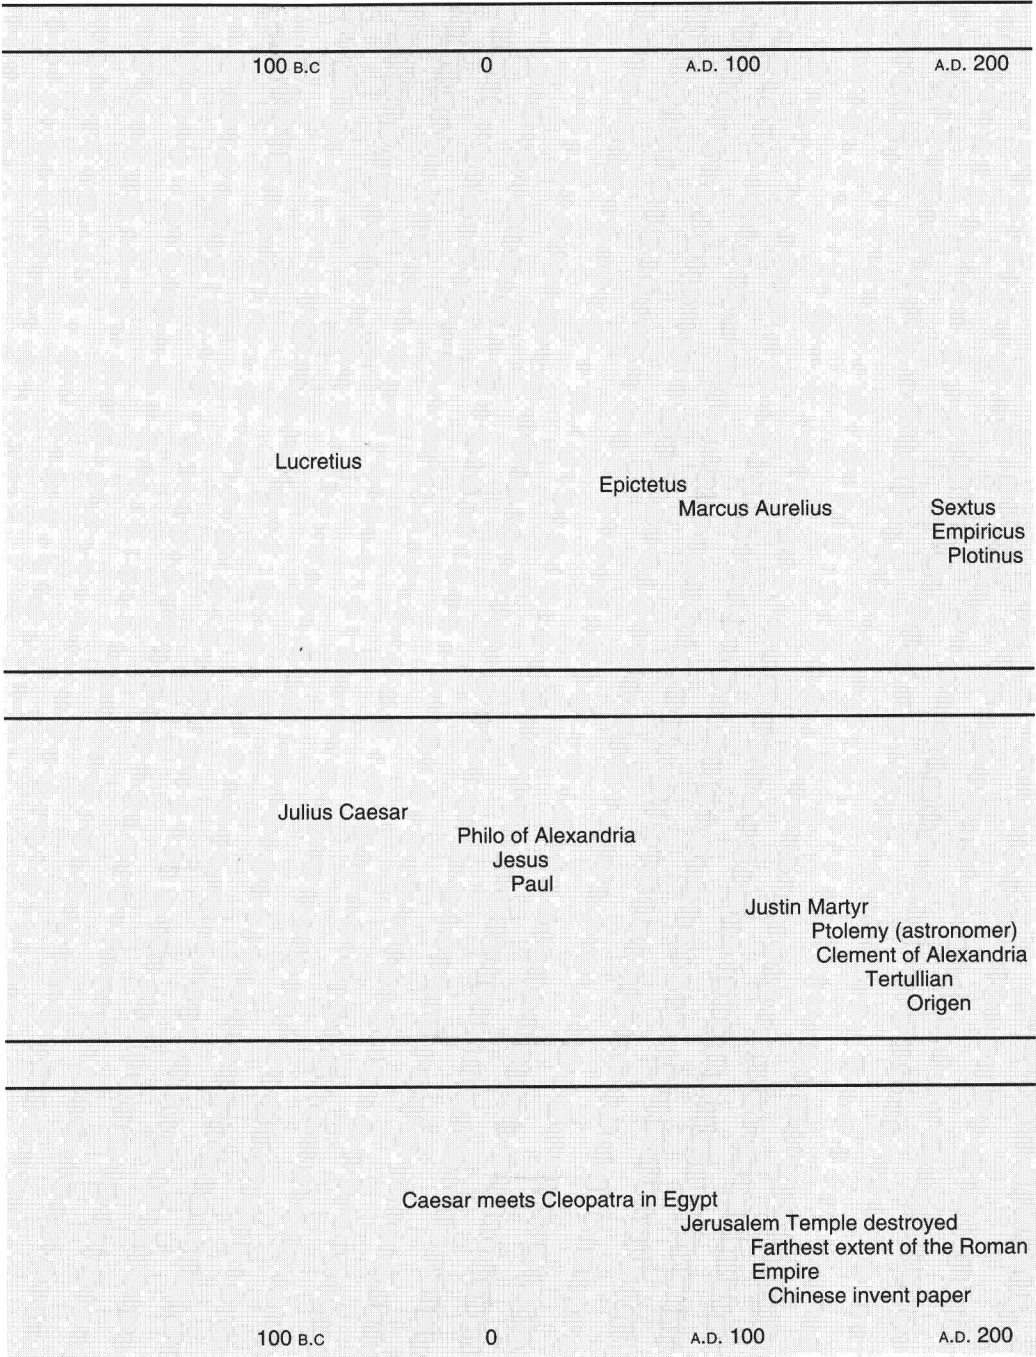 100 B.C 0 A.D. 100 A.D. 200
Lucretius
Epictetus
Marcus Aurelius Sextus
Empiricus
Plotinus
Julius Caesar
Philo of Alexandria
Jesus
Paul
Justin Martyr
Ptolemy (astronomer)
Clement of Alexandria
Tertullian
Origen
Caesar meets Cleopatra in Egypt
Jerusalem Temple destroyed
Farthest extent of the Roman
Empire
Chinese invent paper
100 B.C 0 A.D. 100 A.D. 200